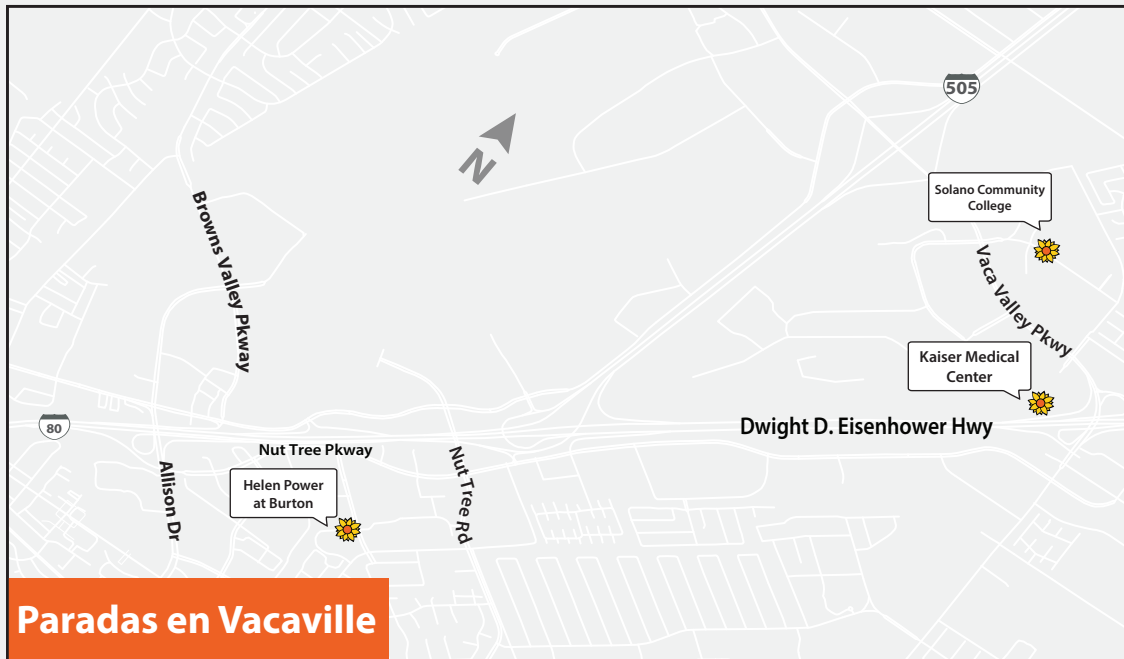 505
N
Solano Community
College
Browns Valley Pkway
Vaca Valley Pkwy
Kaiser Medical
Center
80
Dwight D. Eisenhower Hwy
Nut Tree Pkway
Nut Tree Rd
Allison Dr
Helen Power
at Burton
Paradas en Vacaville